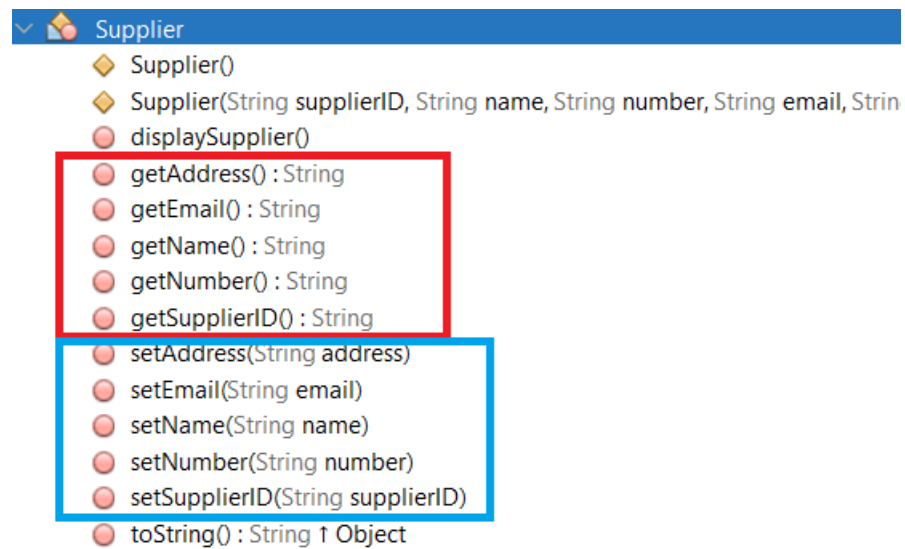 Supplier
Supplier()
Supplier(String supplierID, String name, String number, String email,
displaySupplier()
getAddress() : String
getEmail() : String
getName() : String
getNumber() : String
getSupplierID() : String
setAddress(String address)
setEmail(String email)
setName(String name)
setNumber(String number)
setSupplierID(String supplierID)
toString() : String ↑ Object